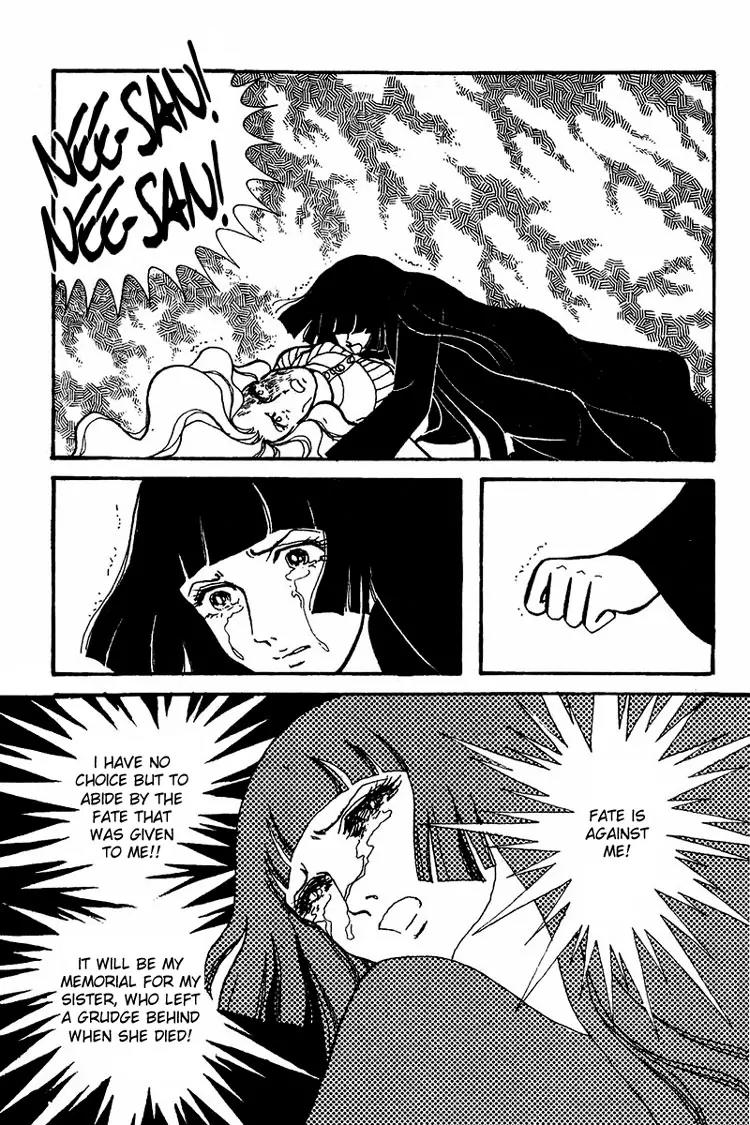 NEE-SAN!
NEE-SAN!
FATE IS
AGAINST
ME!
I HAVE NO
CHOICE BUT TO
ABIDE BY THE
FATE THAT
WAS GIVEN
TO ME!!
IT WILL BE MY
MEMORIAL FOR MY
SISTER, WHO LEFT
A GRUDGE BEHIND
WHEN SHE DIED!